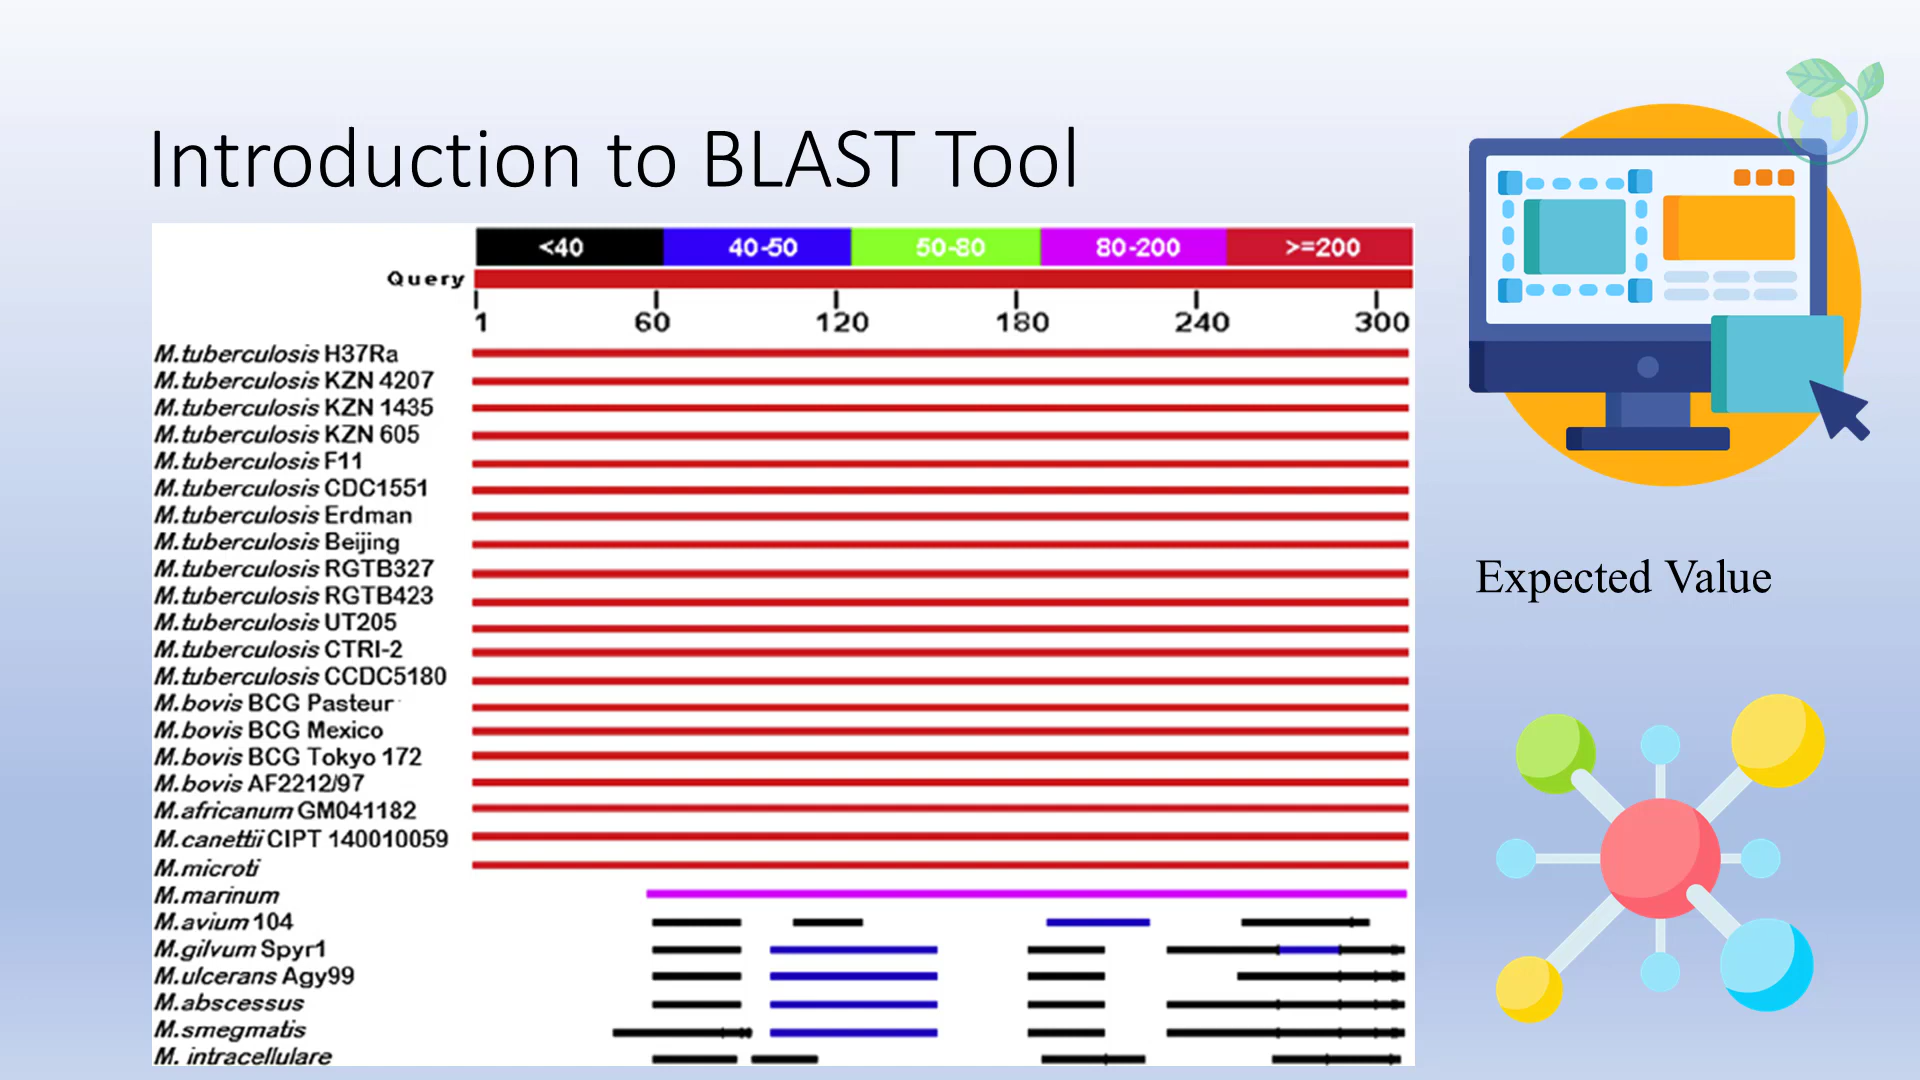 Introduction to BLAST Tool
<40 40-50 50-80 80-200 >=200
Query
1 60 120 180 240 300
M.tuberculosis H37Ra
M.tuberculosis KZN 4207
M.tuberculosis KZN 1435
M.tuberculosis KZN 605
M.tuberculosis F11
M.tuberculosis CDC1551
M.tuberculosis Erdman
M.tuberculosis Beijing
M.tuberculosis RGTB327
M.tuberculosis RGTB423
M.tuberculosis UT205
M.tuberculosis CTRI-2
M.tuberculosis CCDC5180
M.bovis BCG Pasteur
M.bovis BCG Mexico
M.bovis BCG Tokyo 172
M.bovis AF2212/97
M.africanum GM041182
M.canettii CIPT 140010059
M.microti
M.marinum
M.avium 104
M.gilvum Spyr1
M.ulcerans Agy99
M.abscessus
M.smegmatis
M. intracellulare
Expected Value